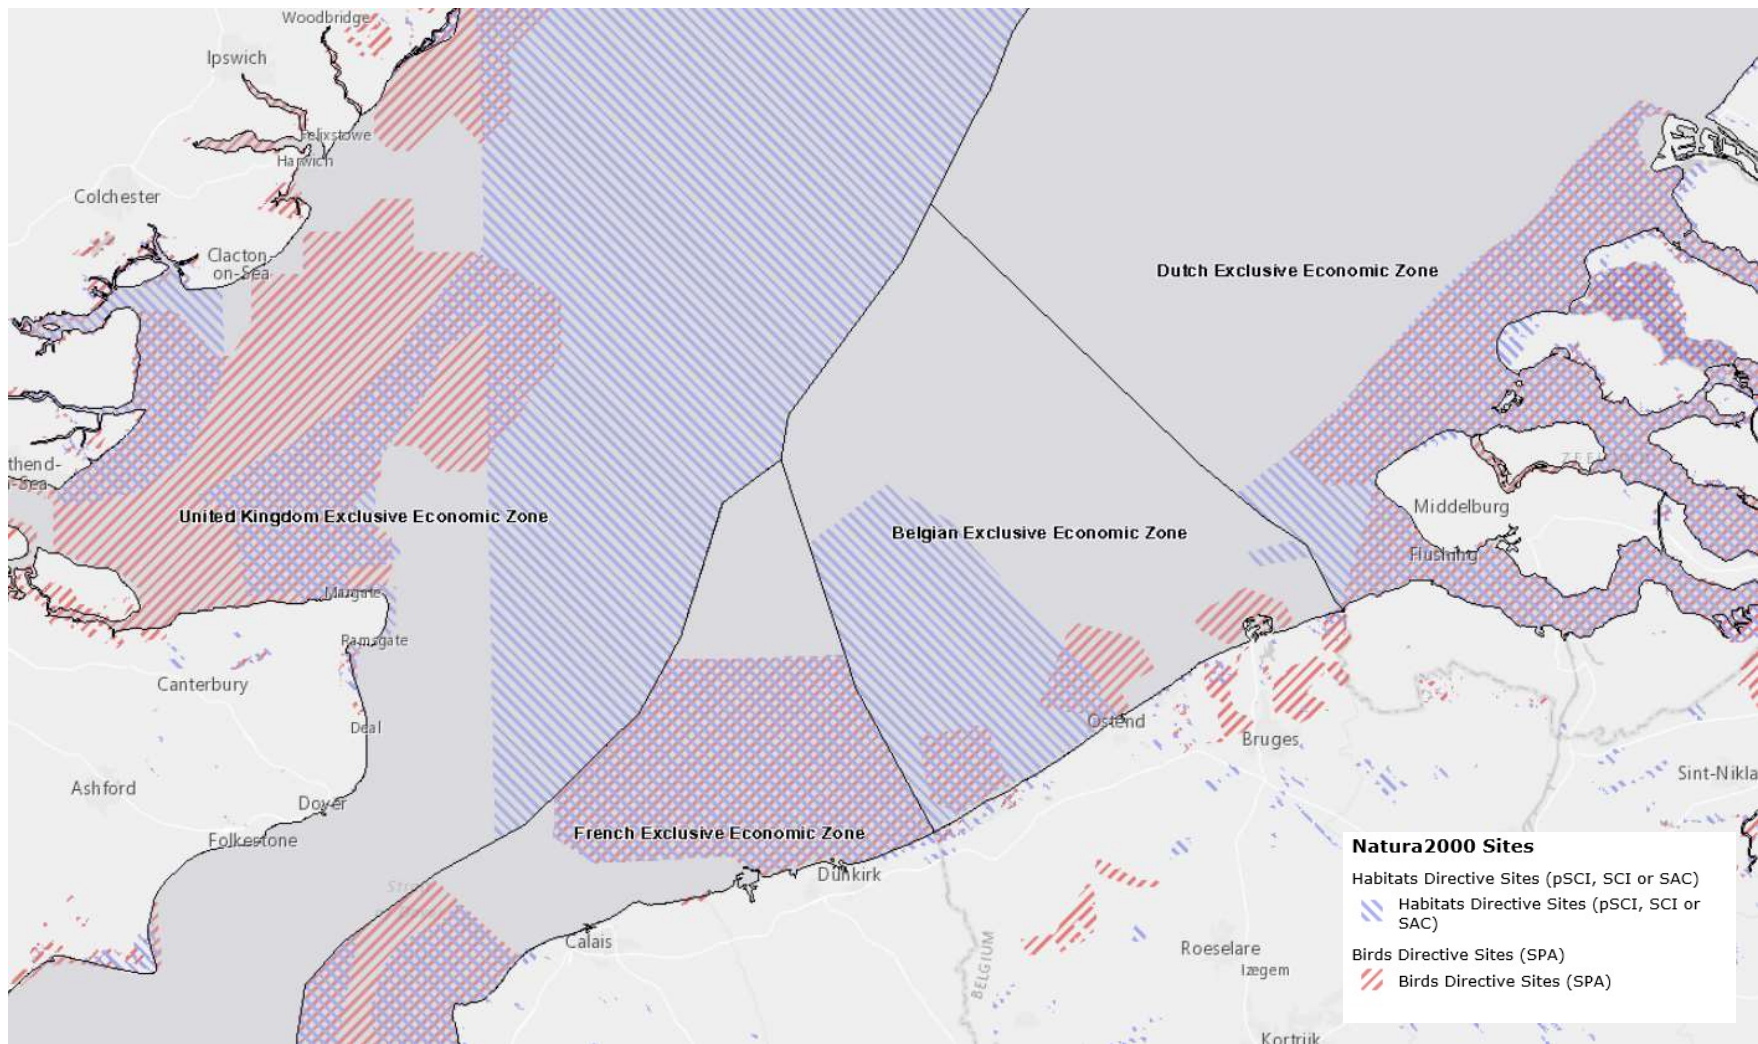 Woodbridge
Ipswich
Felixstowe
Harwich
Colchester
Clacton-
on-Sea
Dutch Exclusive Economic Zone
thend-
-Sea
ZEE
United Kingdom Exclusive Economic Zone
Belgian Exclusive Economic Zone
Middelburg
Flushing
Margate
Ramsgate
Canterbury
Deal
Ostend
Bruges
Ashford
Sint-Nikla
Dover
Folkestone
French Exclusive Economic Zone
Dunkirk
Calais
Roeselare
Izegem
BELGIUM
Kortrijk
Natura2000 Sites
Habitats Directive Sites (pSCI, SCI or SAC)
Habitats Directive Sites (pSCI, SCI or
SAC)
Birds Directive Sites (SPA)
Birds Directive Sites (SPA)